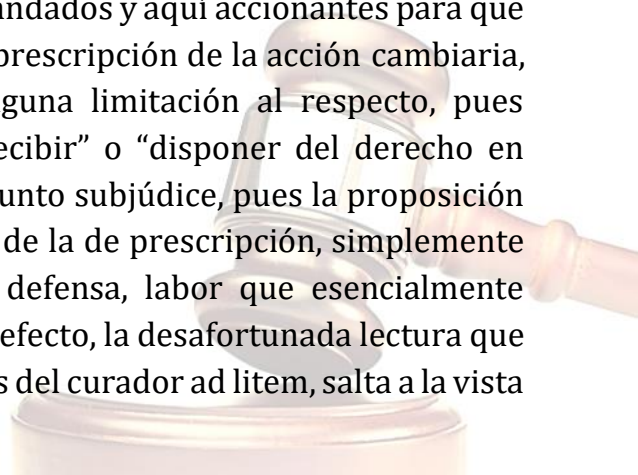 andados y aquí accionantes para que
prescripción de la acción cambiaria,
guna limitación al respecto, pues
ecibir” o “disponer del derecho en
unto subjúdice, pues la proposición
de la de prescripción, simplemente
defensa, labor que esencialmente
efecto, la desafortunada lectura que
s del curador ad litem, salta a la vista